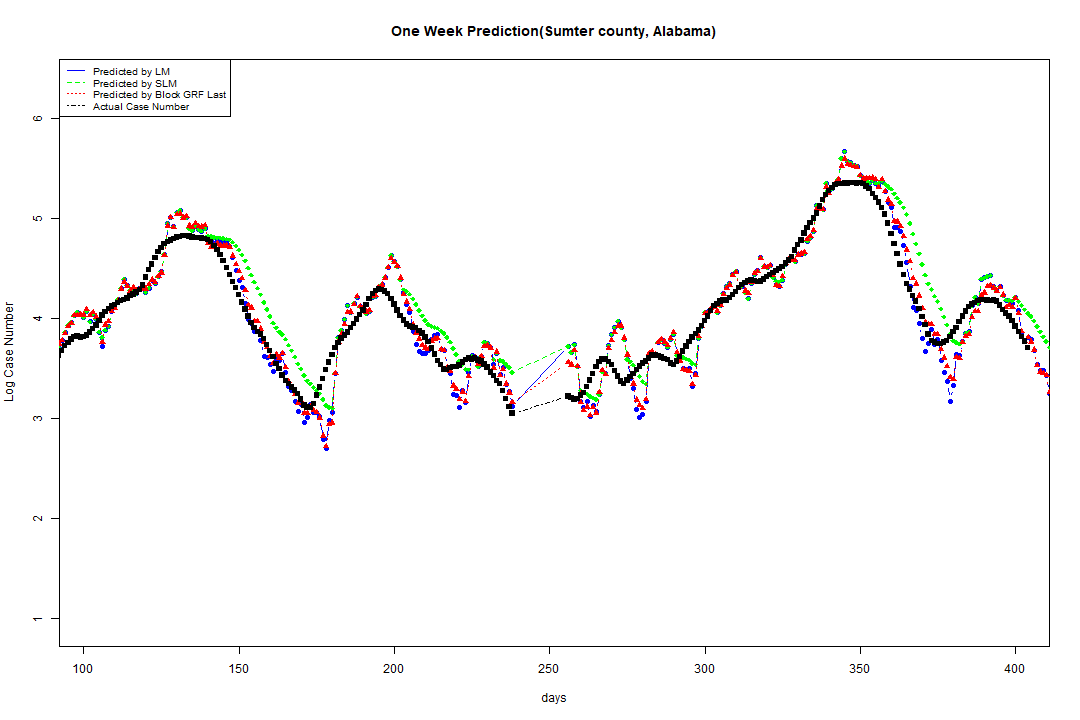 One Week Prediction(Sumter county, Alabama)
Predicted by LM
Predicted by SLM
Predicted by Block GRF Last
Actual Case Number
Log Case Number
6
5
4
3
2
1
100 150 200 250 300 350 400
days